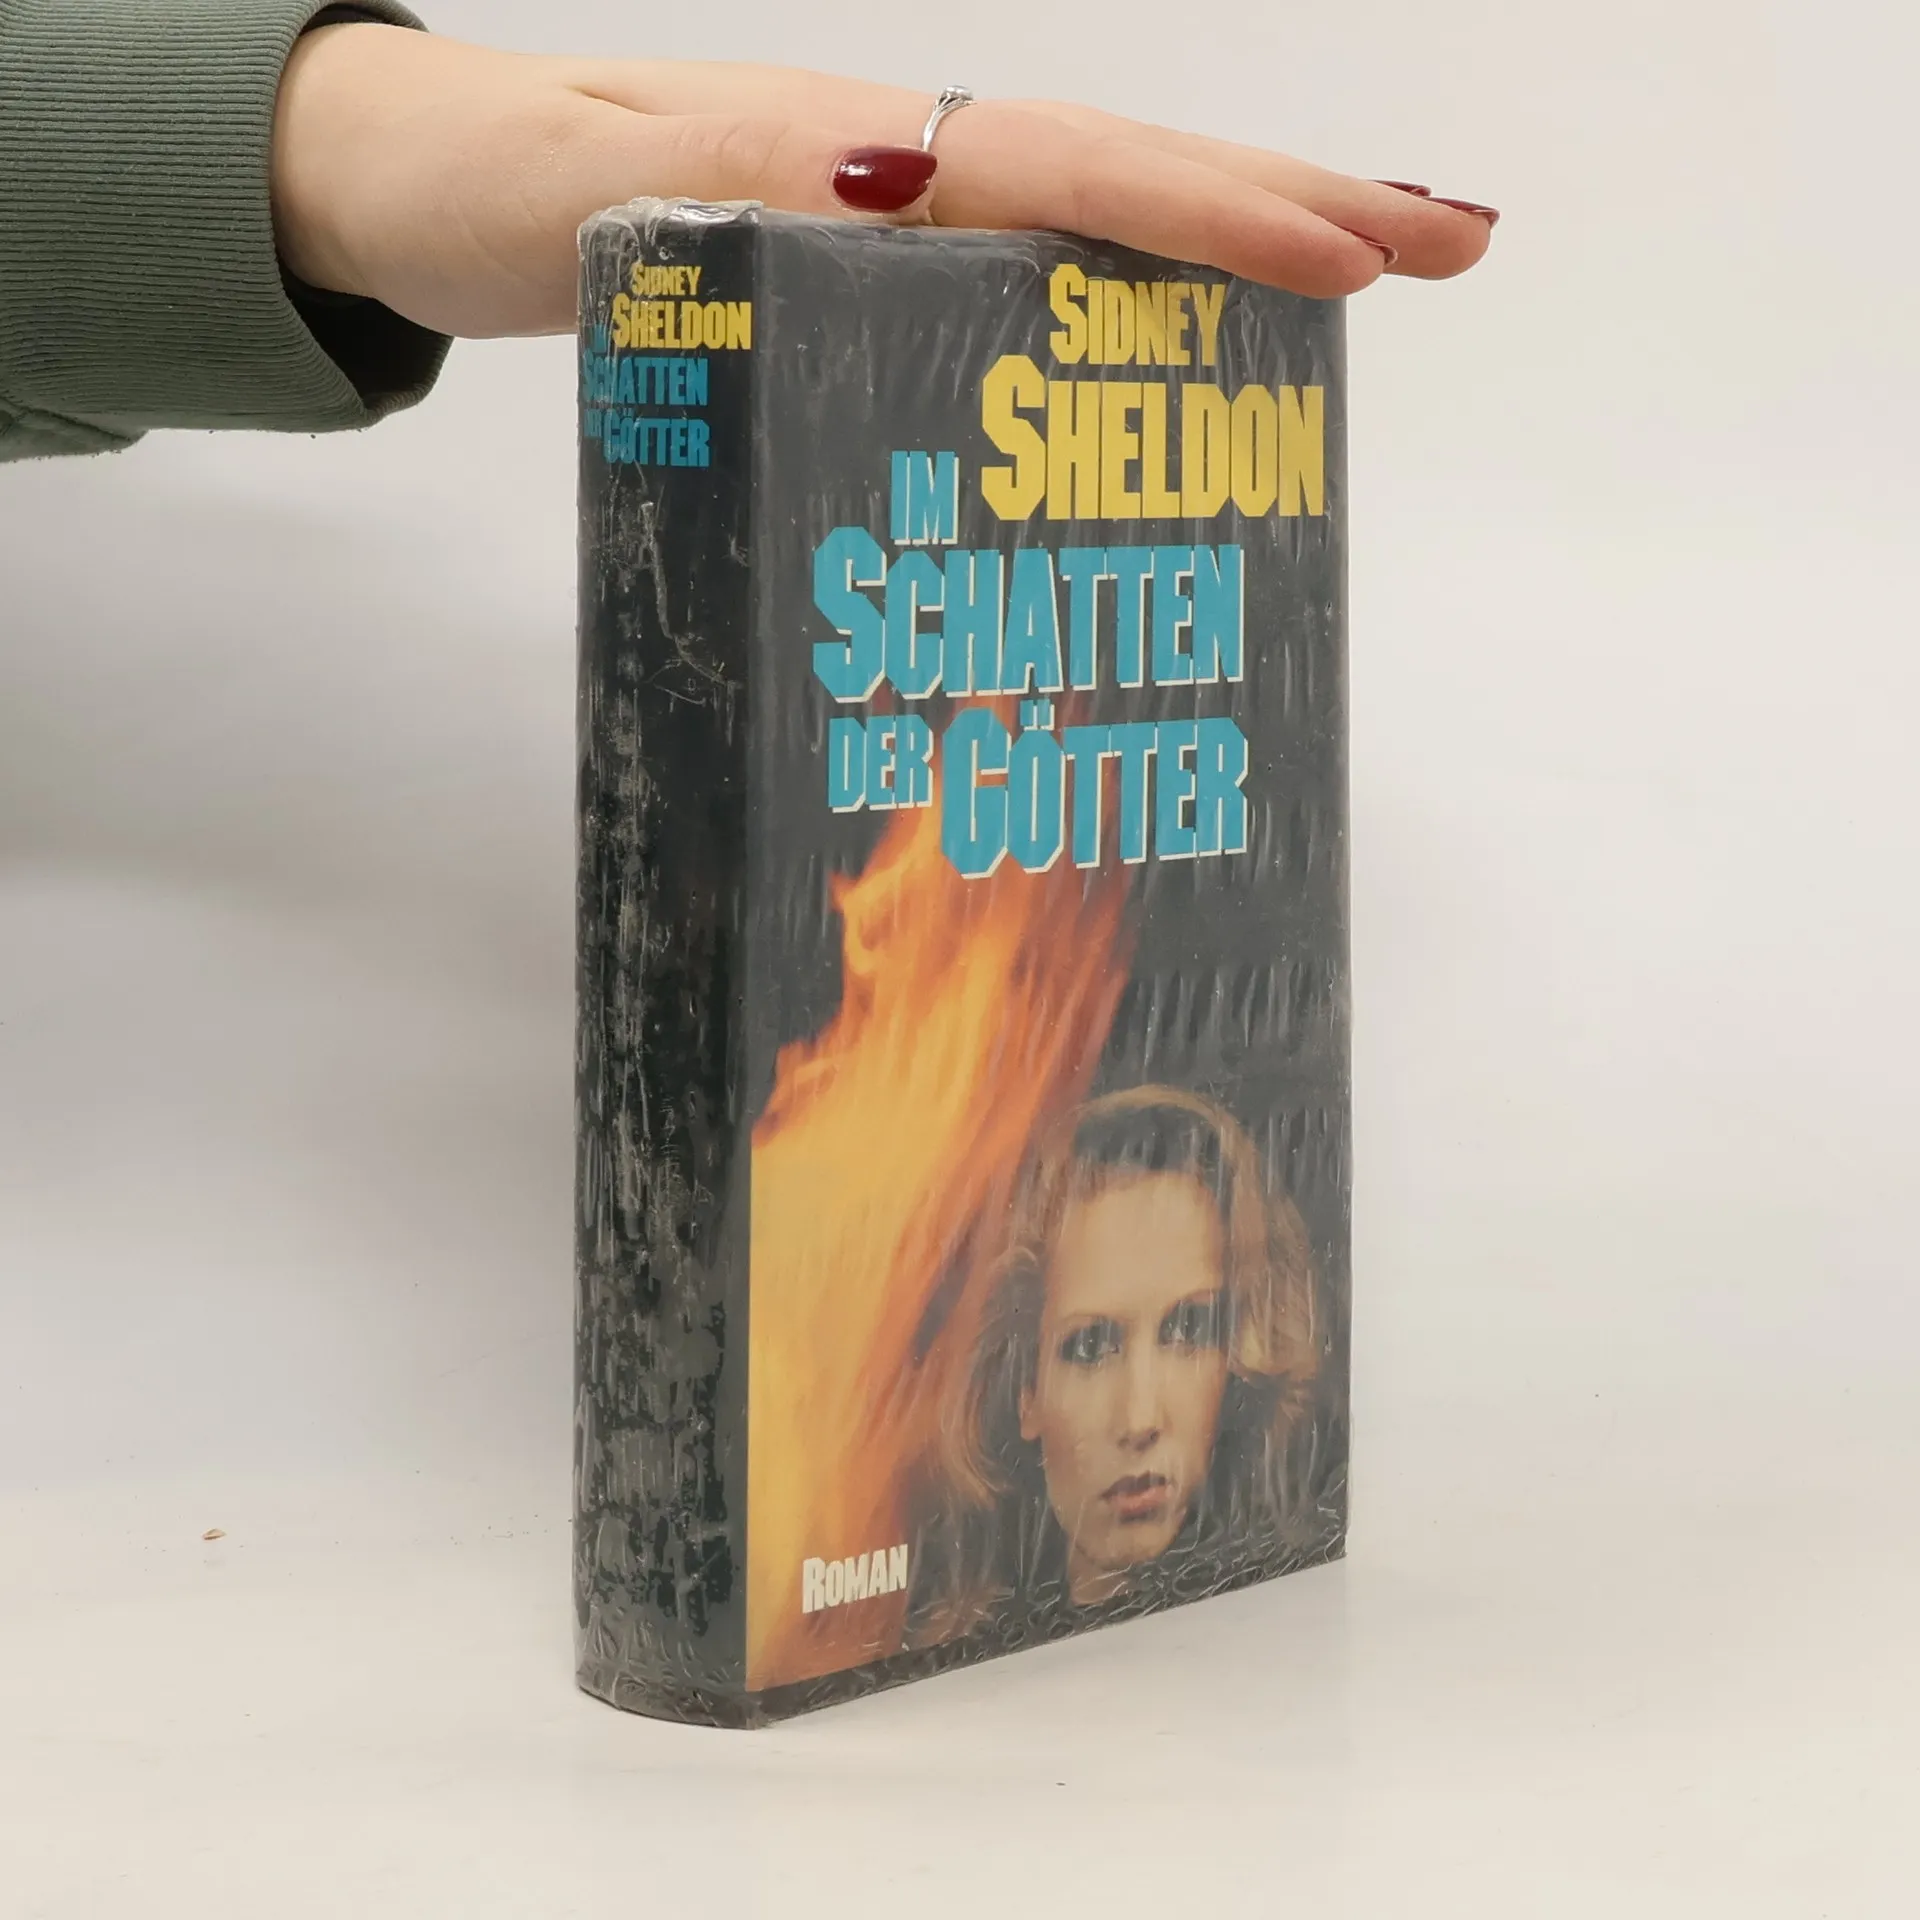 SIDNEY
SHELDON
IM
SCHATTEN
DER GÖTTER
SIDNEY
SHELDON
IM
SCHATTEN
DER GÖTTER
ROMAN